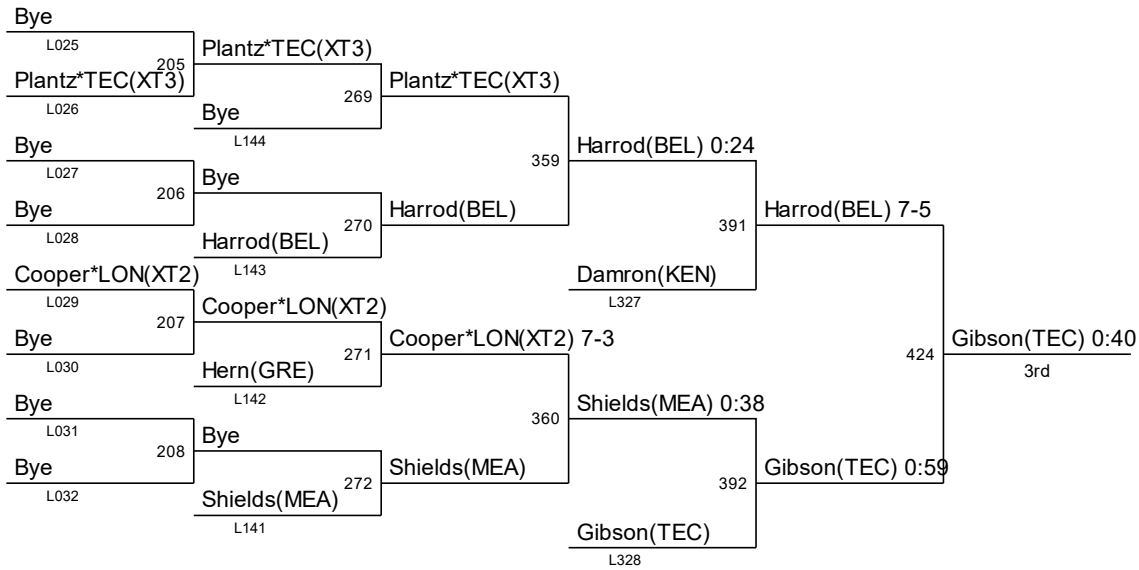 Bye
L025
205
Plantz*TEC(XT3)
Plantz*TEC(XT3)
L026
269
Plantz*TEC(XT3)
Bye
L144
Bye
L027
206
Bye
Bye
L028
270
Harrod(BEL)
Harrod(BEL)
L143
359
Harrod(BEL) 0:24
391
Harrod(BEL) 7-5
Damron(KEN)
L327
Cooper*LON(XT2)
L029
207
Cooper*LON(XT2)
Bye
L030
271
Cooper*LON(XT2) 7-3
Hern(GRE)
L142
Bye
L031
208
Bye
Bye
L032
272
Shields(MEA)
Shields(MEA)
L141
360
Shields(MEA) 0:38
392
Gibson(TEC) 0:59
Gibson(TEC)
L328
424
Gibson(TEC) 0:40
3rd